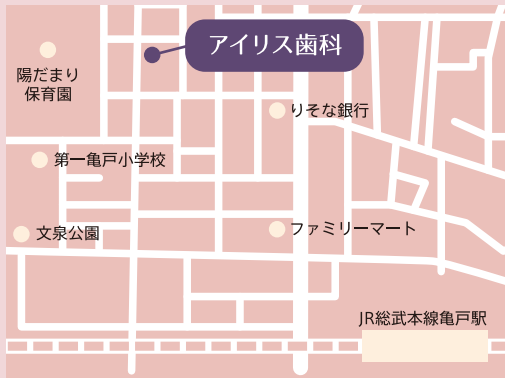 アイリス歯科
陽だまり
保育園
りそな銀行
第一亀戸小学校
文泉公園
ファミリーマート
JR総武本線亀戸駅